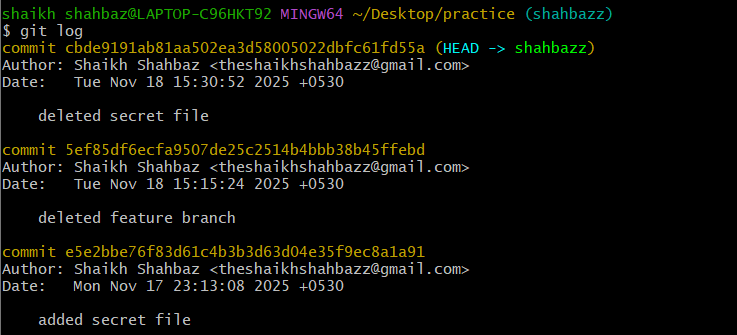 shaikh shahbaz@LAPTOP-C96HKT92 MINGW64 ~/Desktop/practice (shahbazz)
$ git log
commit cbde9191ab81aa502ea3d58005022dbfc61fd55a (HEAD -> shahbazz)
Author: Shaikh Shahbaz <theshaikhshahbazz@gmail.com>
Date:   Tue Nov 18 15:30:52 2025 +0530

    deleted secret file

commit 5ef85df6ecfa9507de25c2514b4bbb38b45ffebd
Author: Shaikh Shahbaz <theshaikhshahbazz@gmail.com>
Date:   Tue Nov 18 15:15:24 2025 +0530

    deleted feature branch

commit e5e2bbe76f83d61c4b3b3d63d04e35f9ec8a1a91
Author: Shaikh Shahbaz <theshaikhshahbazz@gmail.com>
Date:   Mon Nov 17 23:13:08 2025 +0530

    added secret file